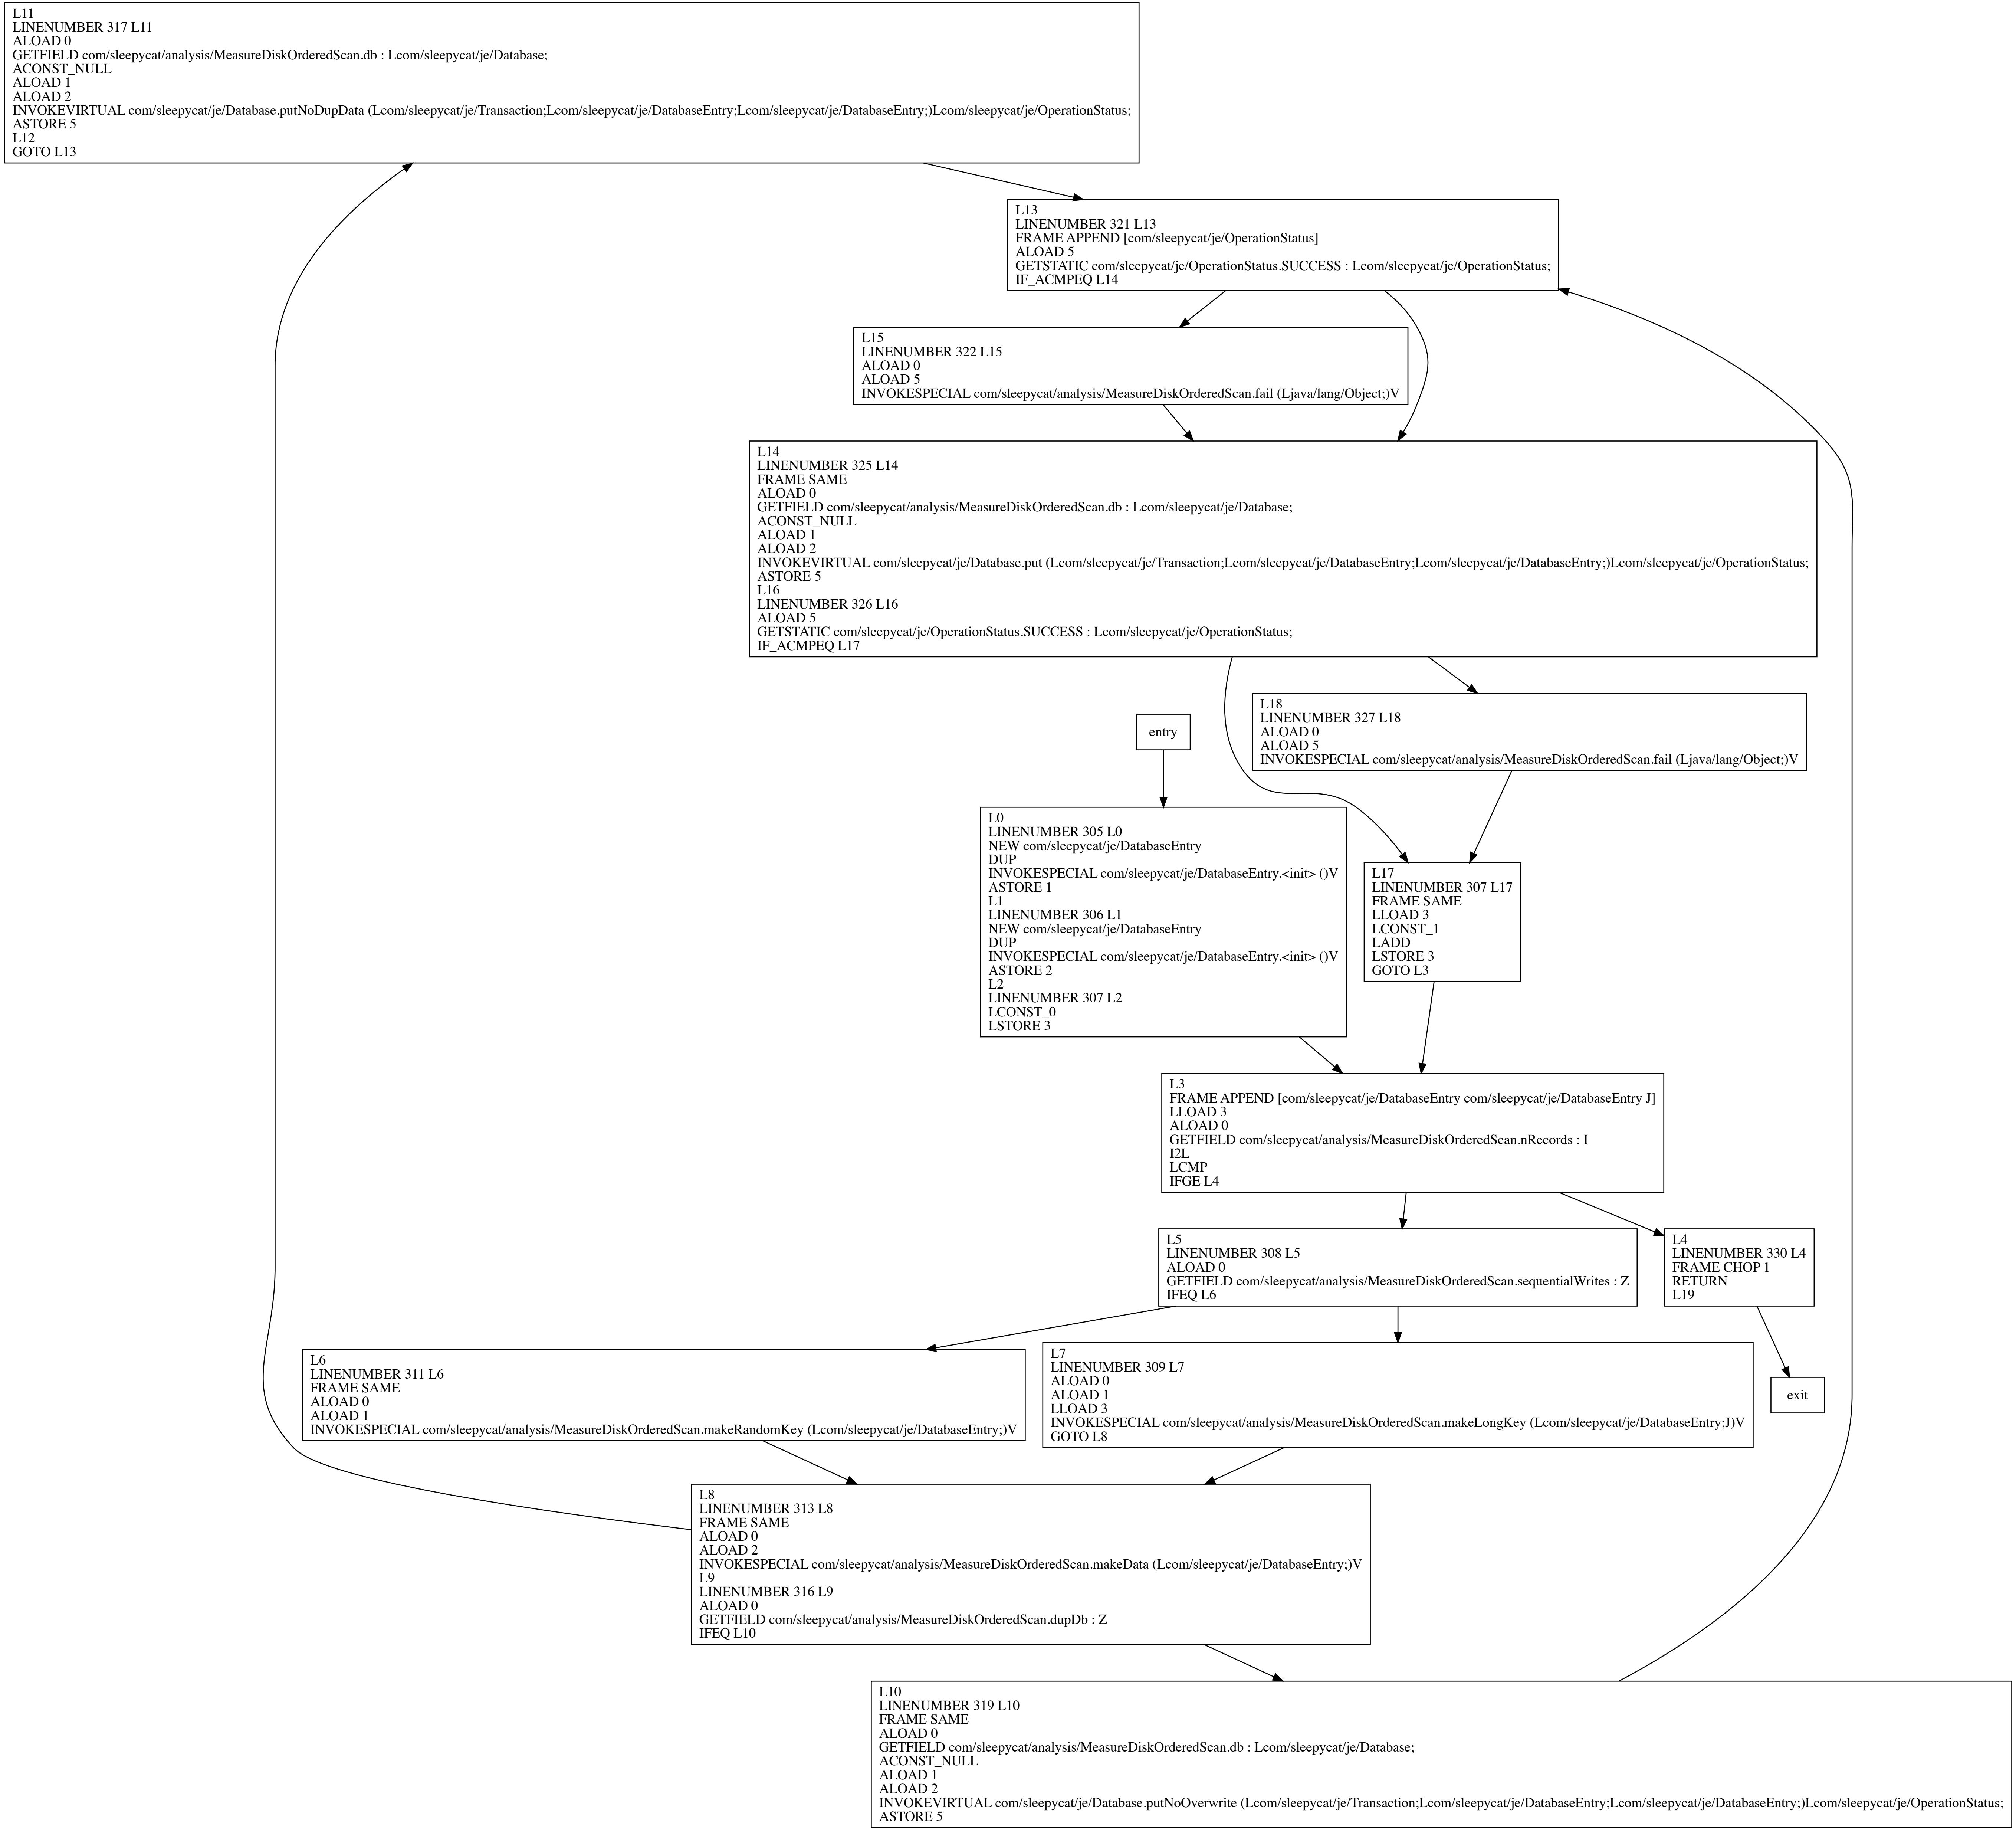 L11
LINENUMBER 317 L11
ALOAD 0
GETFIELD com/sleepycat/analysis/MeasureDiskOrderedScan.db : Lcom/sleepycat/je/Database;
ACONST_NULL
ALOAD 1
ALOAD 2
INVOKEVIRTUAL com/sleepycat/je/Database.putNoDupData (Lcom/sleepycat/je/Transaction;Lcom/sleepycat/je/DatabaseEntry;Lcom/sleepycat/je/DatabaseEntry;)Lcom/sleepycat/je/OperationStatus;
ASTORE 5
L12
GOTO L13
L13
LINENUMBER 321 L13
FRAME APPEND [com/sleepycat/je/OperationStatus]
ALOAD 5
GETSTATIC com/sleepycat/je/OperationStatus.SUCCESS : Lcom/sleepycat/je/OperationStatus;
IF_ACMPEQ L14
L15
LINENUMBER 322 L15
ALOAD 0
ALOAD 5
INVOKESPECIAL com/sleepycat/analysis/MeasureDiskOrderedScan.fail (Ljava/lang/Object;)V
L14
LINENUMBER 325 L14
FRAME SAME
ALOAD 0
GETFIELD com/sleepycat/analysis/MeasureDiskOrderedScan.db : Lcom/sleepycat/je/Database;
ACONST_NULL
ALOAD 1
ALOAD 2
INVOKEVIRTUAL com/sleepycat/je/Database.put (Lcom/sleepycat/je/Transaction;Lcom/sleepycat/je/DatabaseEntry;Lcom/sleepycat/je/DatabaseEntry;)Lcom/sleepycat/je/OperationStatus;
ASTORE 5
L16
LINENUMBER 326 L16
ALOAD 5
GETSTATIC com/sleepycat/je/OperationStatus.SUCCESS : Lcom/sleepycat/je/OperationStatus;
IF_ACMPEQ L17
L18
LINENUMBER 327 L18
ALOAD 0
ALOAD 5
INVOKESPECIAL com/sleepycat/analysis/MeasureDiskOrderedScan.fail (Ljava/lang/Object;)V
entry
L0
LINENUMBER 305 L0
NEW com/sleepycat/je/DatabaseEntry
DUP
INVOKESPECIAL com/sleepycat/je/DatabaseEntry.<init> ()V
ASTORE 1
L1
LINENUMBER 306 L1
NEW com/sleepycat/je/DatabaseEntry
DUP
INVOKESPECIAL com/sleepycat/je/DatabaseEntry.<init> ()V
ASTORE 2
L2
LINENUMBER 307 L2
LCONST_0
LSTORE 3
L17
LINENUMBER 307 L17
FRAME SAME
LLOAD 3
LCONST_1
LADD
LSTORE 3
GOTO L3
L3
FRAME APPEND [com/sleepycat/je/DatabaseEntry com/sleepycat/je/DatabaseEntry J]
LLOAD 3
ALOAD 0
GETFIELD com/sleepycat/analysis/MeasureDiskOrderedScan.nRecords : I
I2L
LCMP
IFGE L4
L5
LINENUMBER 308 L5
ALOAD 0
GETFIELD com/sleepycat/analysis/MeasureDiskOrderedScan.sequentialWrites : Z
IFEQ L6
L4
LINENUMBER 330 L4
FRAME CHOP 1
RETURN
L19
L6
LINENUMBER 311 L6
FRAME SAME
ALOAD 0
ALOAD 1
INVOKESPECIAL com/sleepycat/analysis/MeasureDiskOrderedScan.makeRandomKey (Lcom/sleepycat/je/DatabaseEntry;)V
L7
LINENUMBER 309 L7
ALOAD 0
ALOAD 1
LLOAD 3
INVOKESPECIAL com/sleepycat/analysis/MeasureDiskOrderedScan.makeLongKey (Lcom/sleepycat/je/DatabaseEntry;J)V
GOTO L8
exit
L8
LINENUMBER 313 L8
FRAME SAME
ALOAD 0
ALOAD 2
INVOKESPECIAL com/sleepycat/analysis/MeasureDiskOrderedScan.makeData (Lcom/sleepycat/je/DatabaseEntry;)V
L9
LINENUMBER 316 L9
ALOAD 0
GETFIELD com/sleepycat/analysis/MeasureDiskOrderedScan.dupDb : Z
IFEQ L10
L10
LINENUMBER 319 L10
FRAME SAME
ALOAD 0
GETFIELD com/sleepycat/analysis/MeasureDiskOrderedScan.db : Lcom/sleepycat/je/Database;
ACONST_NULL
ALOAD 1
ALOAD 2
INVOKEVIRTUAL com/sleepycat/je/Database.putNoOverwrite (Lcom/sleepycat/je/Transaction;Lcom/sleepycat/je/DatabaseEntry;Lcom/sleepycat/je/DatabaseEntry;)Lcom/sleepycat/je/OperationStatus;
ASTORE 5